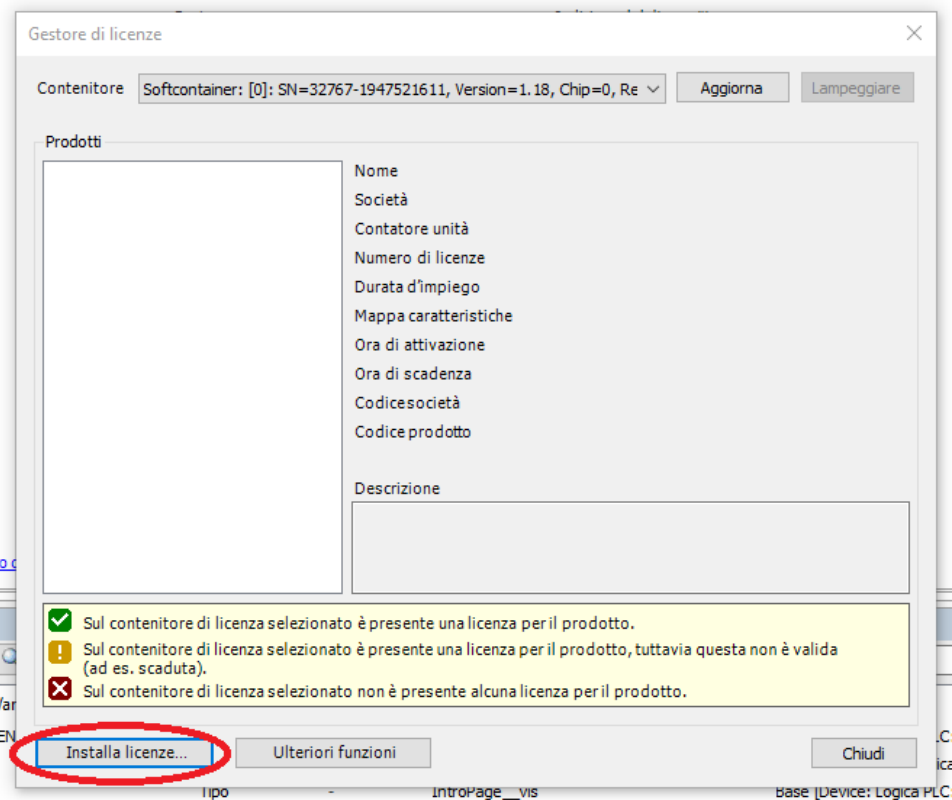 Gestore di licenze
Contenitore Softcontainer: [0]: SN=32767-1947521611, Version=1.18, Chip=0, Re Aggiorna Lampeggiare
Prodotti
Nome
Società
Contatore unità
Numero di licenze
Durata d'impiego
Mappa caratteristiche
Ora di attivazione
Ora di scadenza
Codice società
Codice prodotto
Descrizione
Sul contenitore di licenza selezionato è presente una licenza per il prodotto.
Sul contenitore di licenza selezionato è presente una licenza per il prodotto, tuttavia questa non è valida
(ad es. scaduta).
Sul contenitore di licenza selezionato non è presente alcuna licenza per il prodotto.
Installa licenze... Ulteriori funzioni Chiudi
Tipo - IntroPage__vis Base [Device: Logica PLC